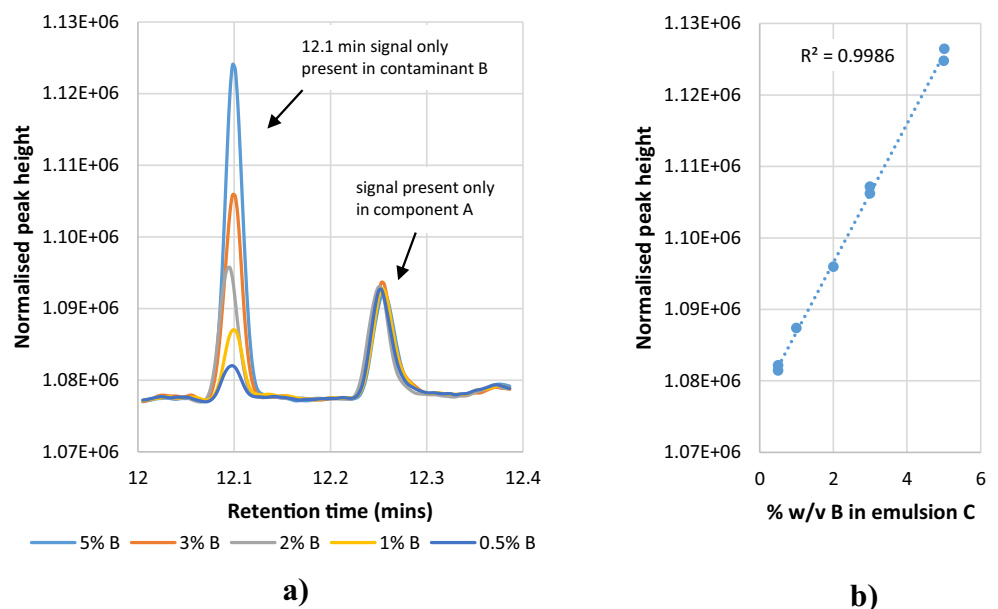 1.13E+06
1.12E+06
1.11E+06
1.10E+06
1.09E+06
1.08E+06
1.07E+06
Normalised peak height
12.1 min signal only
present in contaminant B
signal present only
in component A
12
12.1
12.2
12.3
12.4
Retention time (mins)
5% B
3% B
2% B
1% B
0.5% B
a)
1.13E+06
1.12E+06
1.11E+06
1.10E+06
1.09E+06
1.08E+06
1.07E+06
Normalised peak height
R² = 0.9986
0
2
4
6
% w/v B in emulsion C
b)